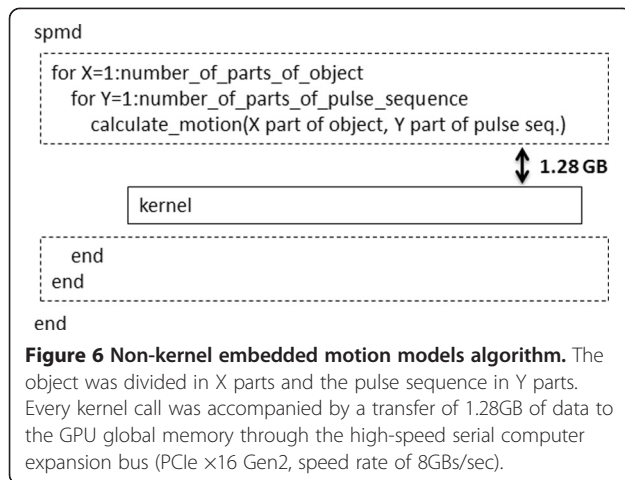 spmd
for X=1:number_of_parts_of_object
for Y=1:number_of_parts_of_pulse_sequence
calculate_motion(X part of object, Y part of pulse seq.)
1.28 GB
kernel
end
end
end
Figure 6 Non-kernel embedded motion models algorithm. The
object was divided in X parts and the pulse sequence in Y parts.
Every kernel call was accompanied by a transfer of 1.28GB of data to
the GPU global memory through the high-speed serial computer
expansion bus (PCIe ×16 Gen2, speed rate of 8GBs/sec).